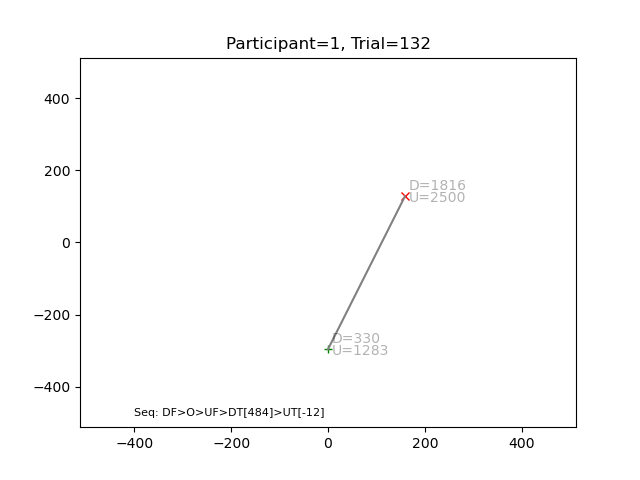 Participant=1, Trial=132
400
200
0
−200
−400
D=1816
U=2500
D=330
U=1283
Seq: DF>O>UF>DT[484]>UT[-12]
−400
−200
0
200
400